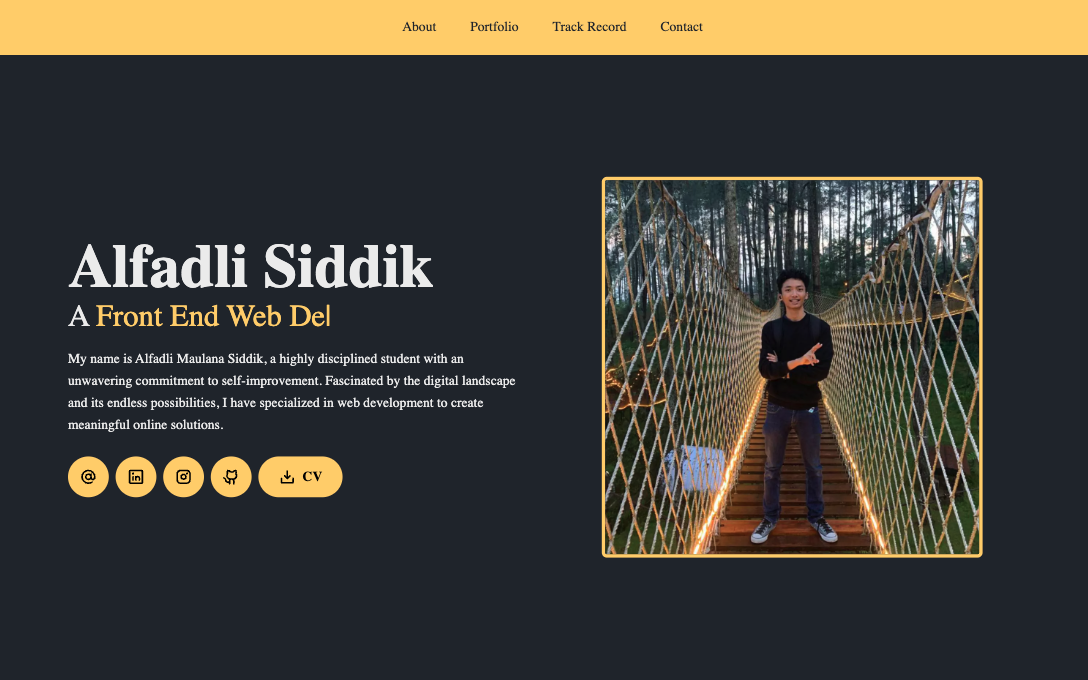 About Portfolio Track Record Contact
Alfadli Siddik
A Front End Web Del
My name is Alfadli Maulana Siddik, a highly disciplined student with an
unwavering commitment to self-improvement. Fascinated by the digital landscape
and its endless possibilities, I have specialized in web development to create
meaningful online solutions.
CV